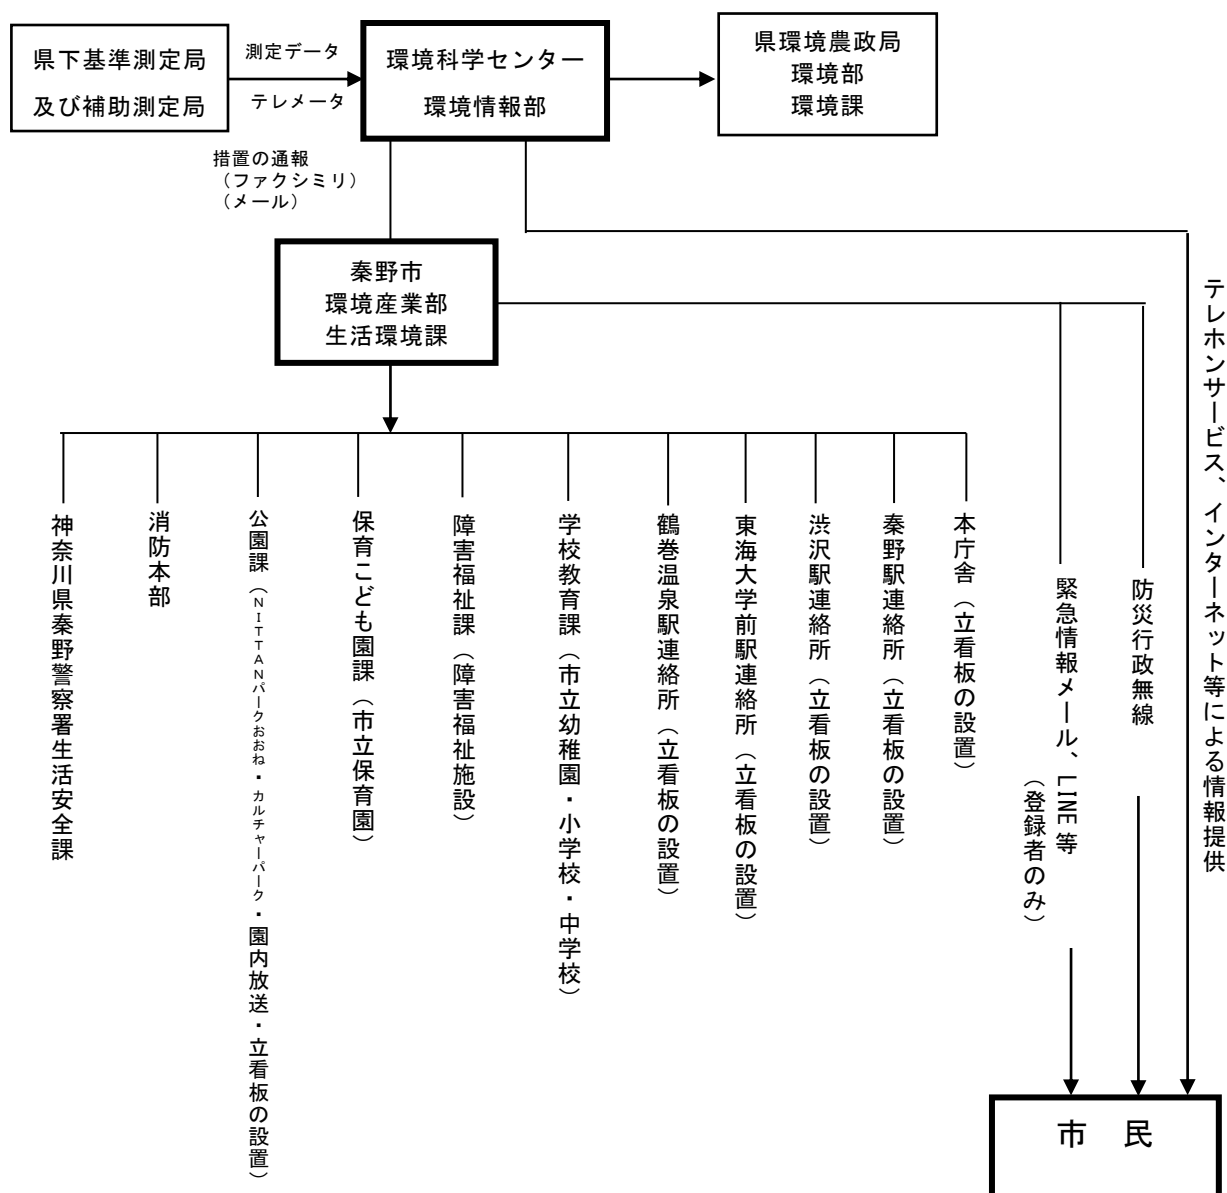 県下基準測定局
及び補助測定局
測定データ
テレメータ
環境科学センター
環境情報部
県環境農政局
環境部
環境課
措置の通報
(ファクシミリ)
(メール)
秦野市
環境産業部
生活環境課
神奈川県秦野警察署生活安全課
消防本部
公園課(NITTANパークおおね・カルチャーパーク・園内放送・立看板の設置)
保育こども園課(市立保育園)
障害福祉課(障害福祉施設)
学校教育課(市立幼稚園・小学校・中学校)
鶴巻温泉駅連絡所(立看板の設置)
東海大学前駅連絡所(立看板の設置)
渋沢駅連絡所(立看板の設置)
秦野駅連絡所(立看板の設置)
本庁舎(立看板の設置)
緊急情報メール、LINE等
(登録者のみ)
防災行政無線
テレホンサービス、インターネット等による情報提供
市 民